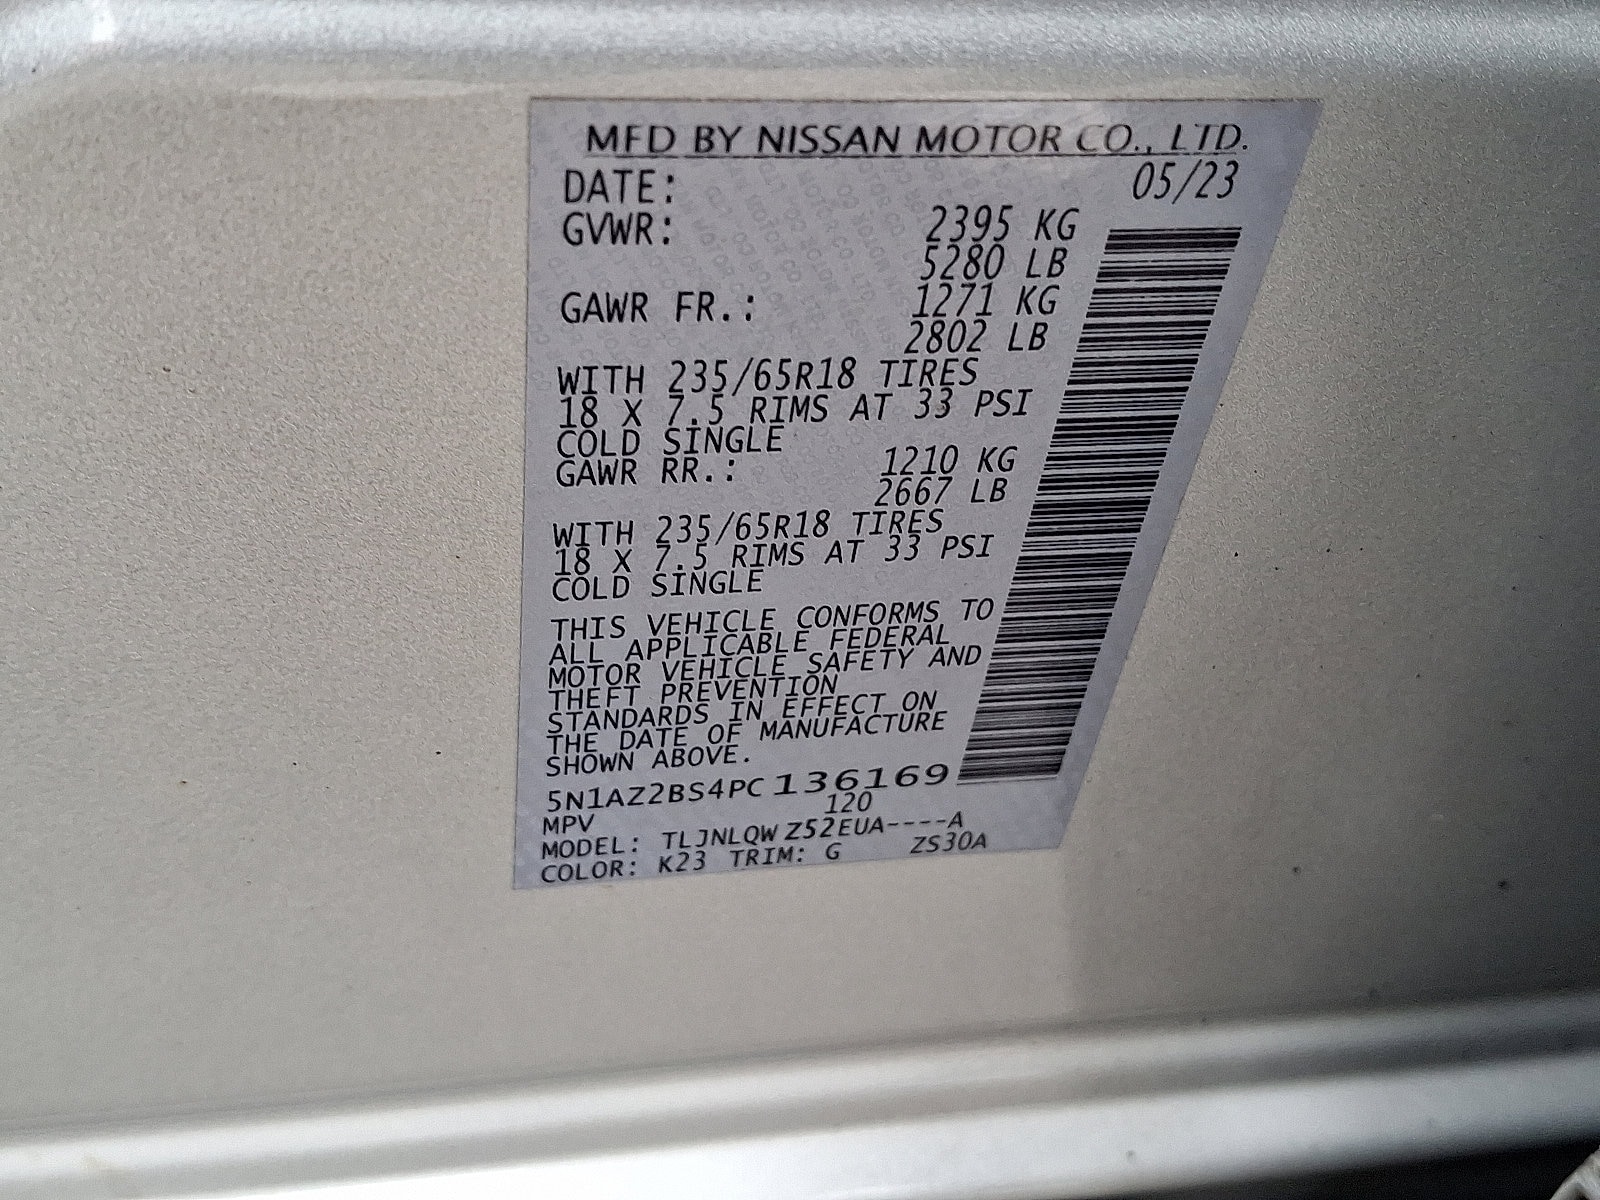 MFD BY NISSAN MOTOR CO., LTD.
DATE: 05/23
GVWR: 2395 KG
5280 LB
GAWR FR.: 1271 KG
2802 LB
WITH 235/65R18 TIRES
18 X 7.5 RIMS AT 33 PSI
COLD SINGLE
GAWR RR.: 1210 KG
2667 LB
WITH 235/65R18 TIRES
18 X 7.5 RIMS AT 33 PSI
COLD SINGLE
THIS VEHICLE CONFORMS TO
ALL APPLICABLE FEDERAL
MOTOR VEHICLE SAFETY AND
THEFT PREVENTION
STANDARDS IN EFFECT ON
THE DATE OF MANUFACTURE
SHOWN ABOVE.
5N1AZ2BS4PC136169
MPV 120
MODEL: TLJNLQWZ52EUA----A
COLOR: K23 TRIM: G ZS30A